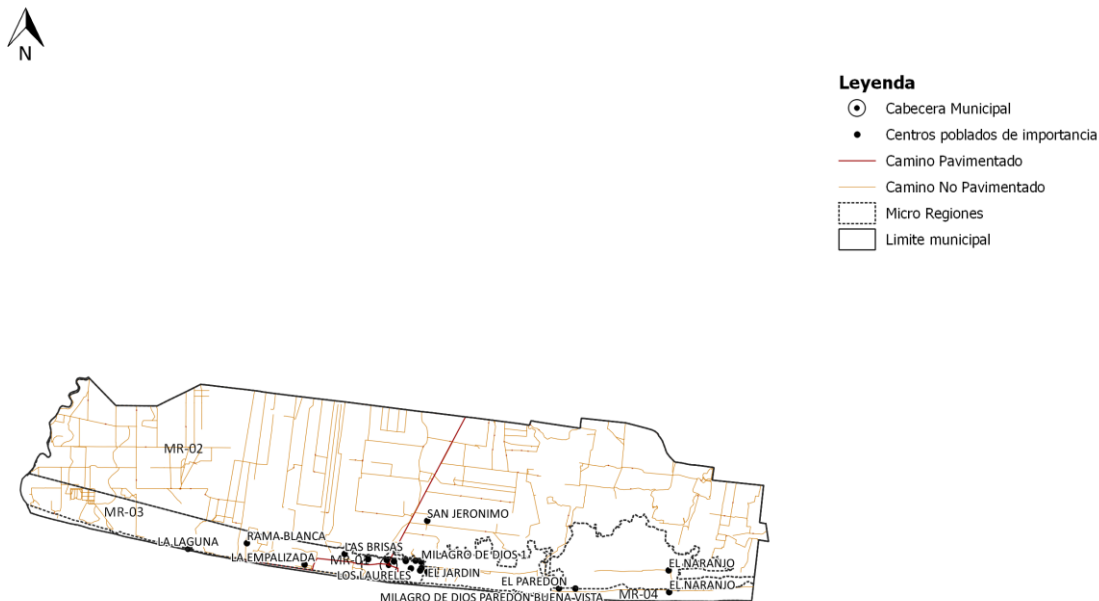 N
Leyenda
Cabecera Municipal
Centros poblados de importancia
Camino Pavimentado
Camino No Pavimentado
Micro Regiones
Limite municipal
MR-02
MR-03
SAN JERONIMO
RAMA BLANCA
LA LAGUNA
LAS BRISAS
LA EMPALIZADA
MILAGRO DE DIOS 1
LOS LAURELES
EL JARDIN
EL NARANJO
EL PAREDON
EL NARANJO
MILAGRO DE DIOS PAREDON BUENA VISTA
MR-04